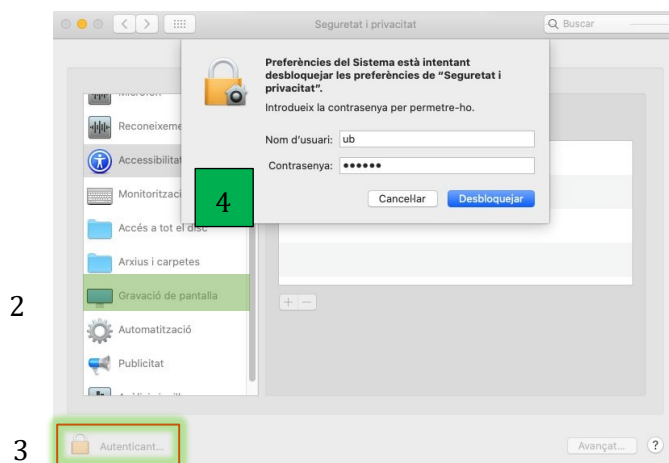 Seguretat i privacitat
Buscar
Preferències del Sistema està intentant
desbloquejar les preferències de “Seguretat i
privacitat”.
Introdueix la contrasenya per permetre-ho.
Nom d’usuari: ub
Contrasenya: ●●●●●●
4
Cancel·lar
Desbloquejar
Reconeixeme
Accessibilitat
Monitoritzaci
Accés a tot el disc
Arxius i carpetes
2
Gravació de pantalla
+ −
Automatització
Publicitat
3
Autenticant...
Avançat...
?